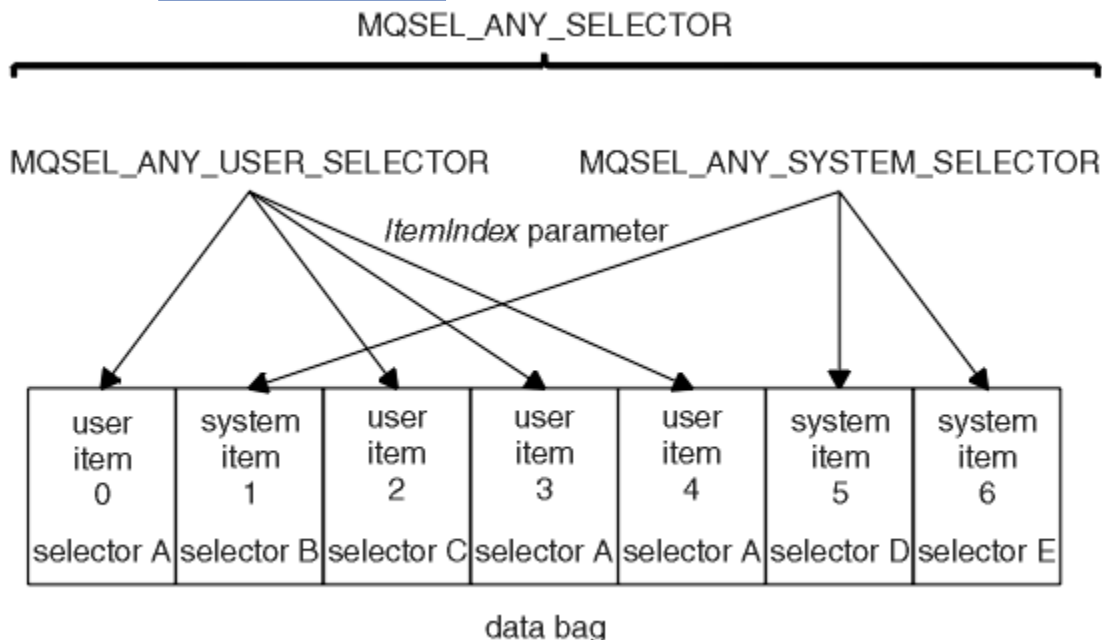 MQSEL_ANY_SELECTOR
MQSEL_ANY_USER_SELECTOR
MQSEL_ANY_SYSTEM_SELECTOR
ItemIndex parameter
user
item
0
selector A
system
item
1
selector B
user
item
2
selector C
user
item
3
selector A
user
item
4
selector A
system
item
5
selector D
system
item
6
selector E
data bag